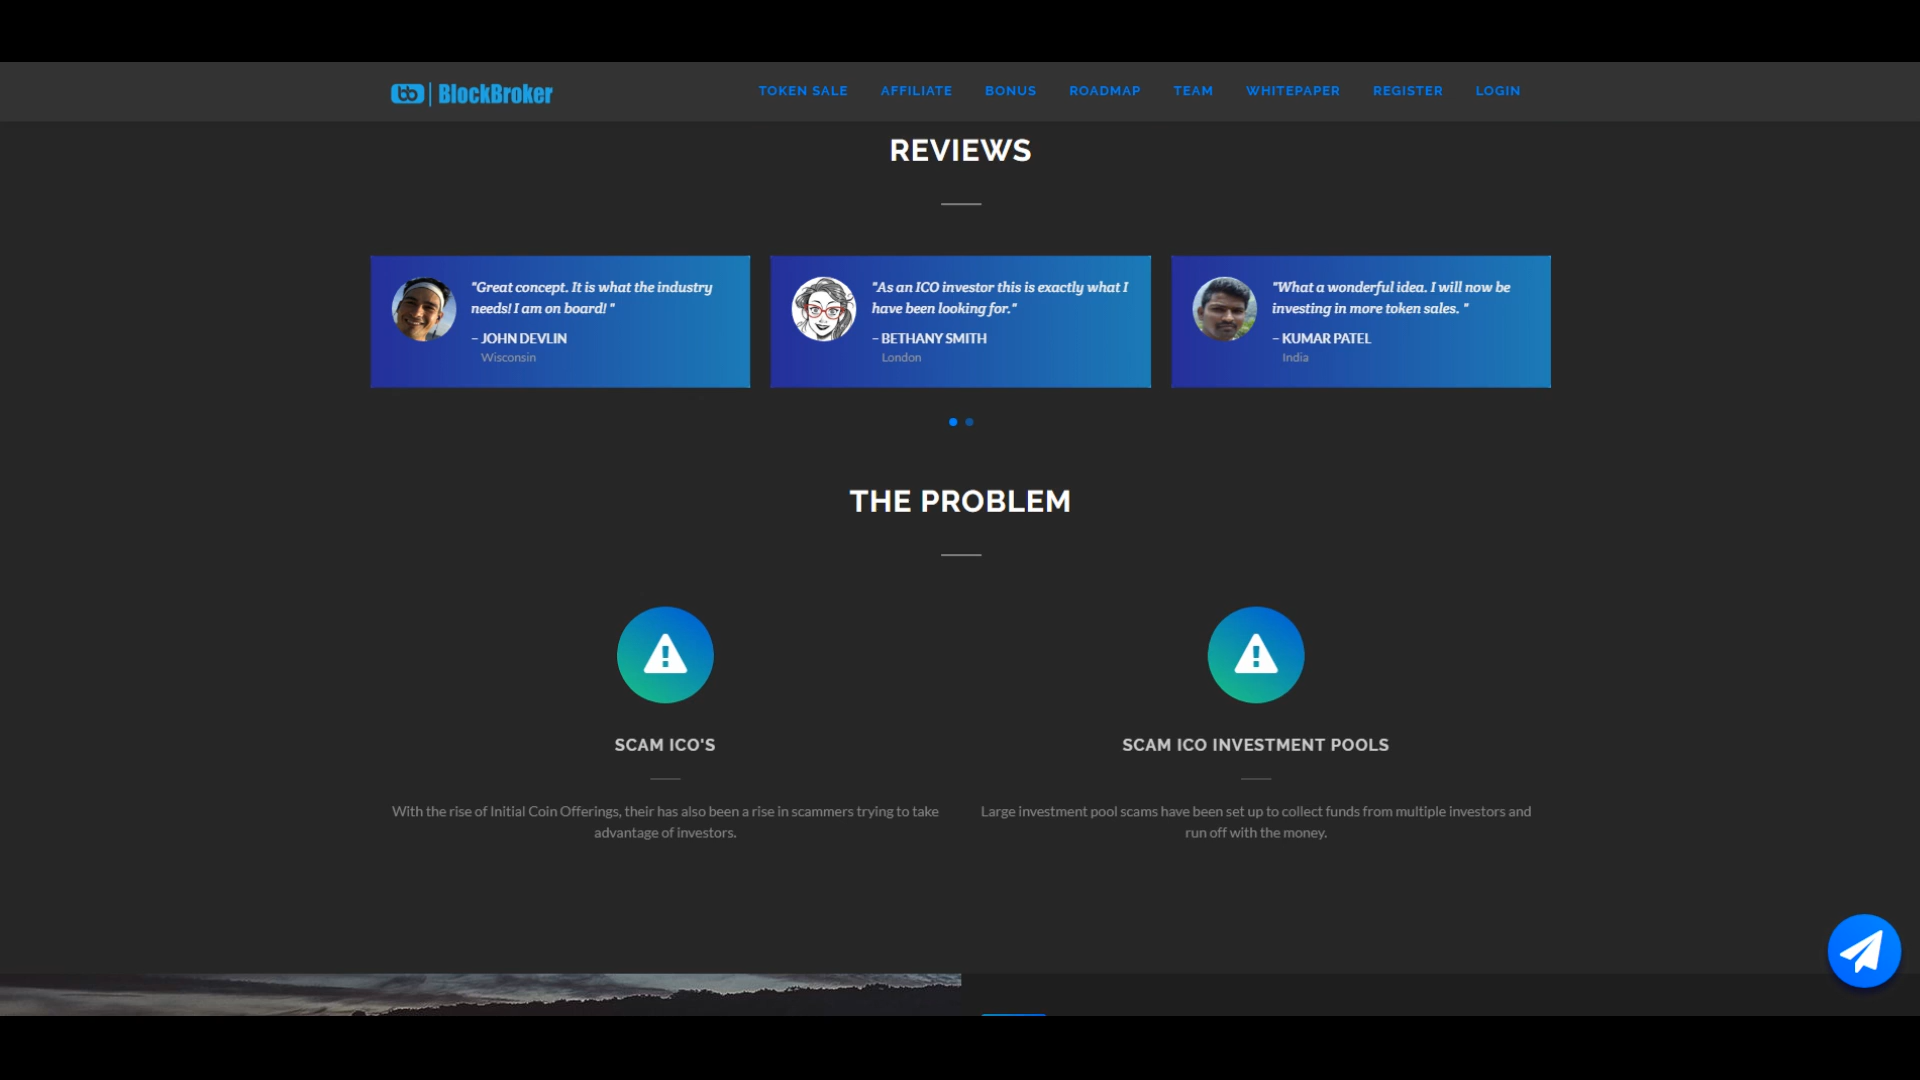 BlockBroker
TOKEN SALE AFFILIATE BONUS ROADMAP TEAM WHITEPAPER REGISTER LOGIN
REVIEWS
"Great concept. It is what the industry
needs! I am on board! "
– JOHN DEVLIN
Wisconsin
"As an ICO investor this is exactly what I
have been looking for."
– BETHANY SMITH
London
"What a wonderful idea. I will now be
investing in more token sales. "
– KUMAR PATEL
India
THE PROBLEM
SCAM ICO'S
With the rise of Initial Coin Offerings, their has also been a rise in scammers trying to take
advantage of investors.
SCAM ICO INVESTMENT POOLS
Large investment pool scams have been set up to collect funds from multiple investors and
run off with the money.